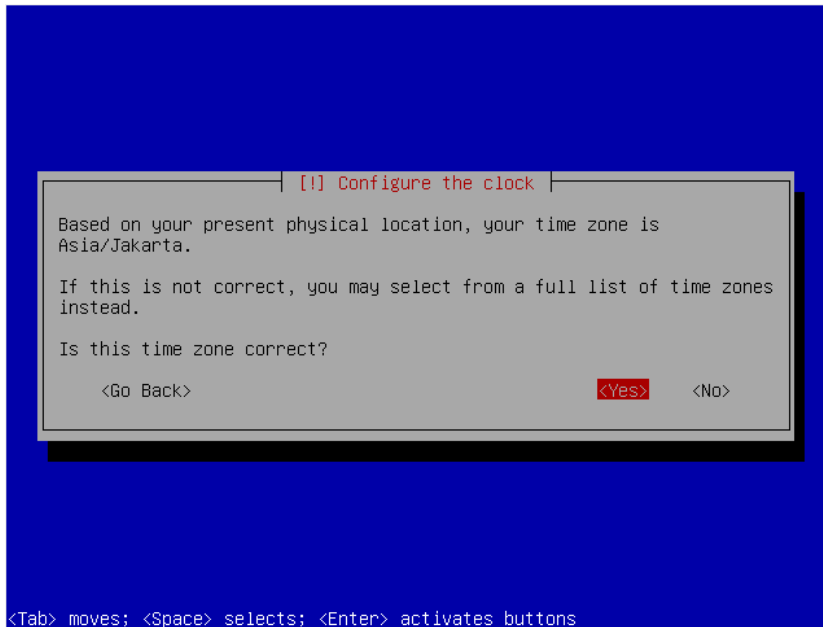 [!] Configure the clock
Based on your present physical location, your time zone is
Asia/Jakarta.
If this is not correct, you may select from a full list of time zones
instead.
Is this time zone correct?
<Go Back> <Yes> <No>
<Tab> moves; <Space> selects; <Enter> activates buttons